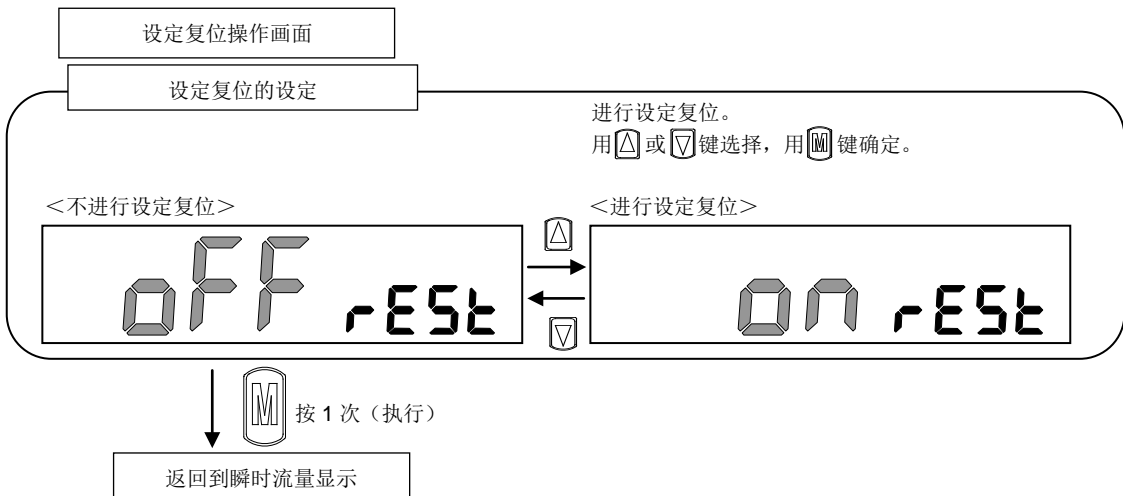 设定复位操作画面
设定复位的设定
进行设定复位。
用△或▽键选择，用M键确定。
＜不进行设定复位＞
＜进行设定复位＞
oFF rESt
△
▽
on rESt
M
按 1 次（执行）
返回到瞬时流量显示